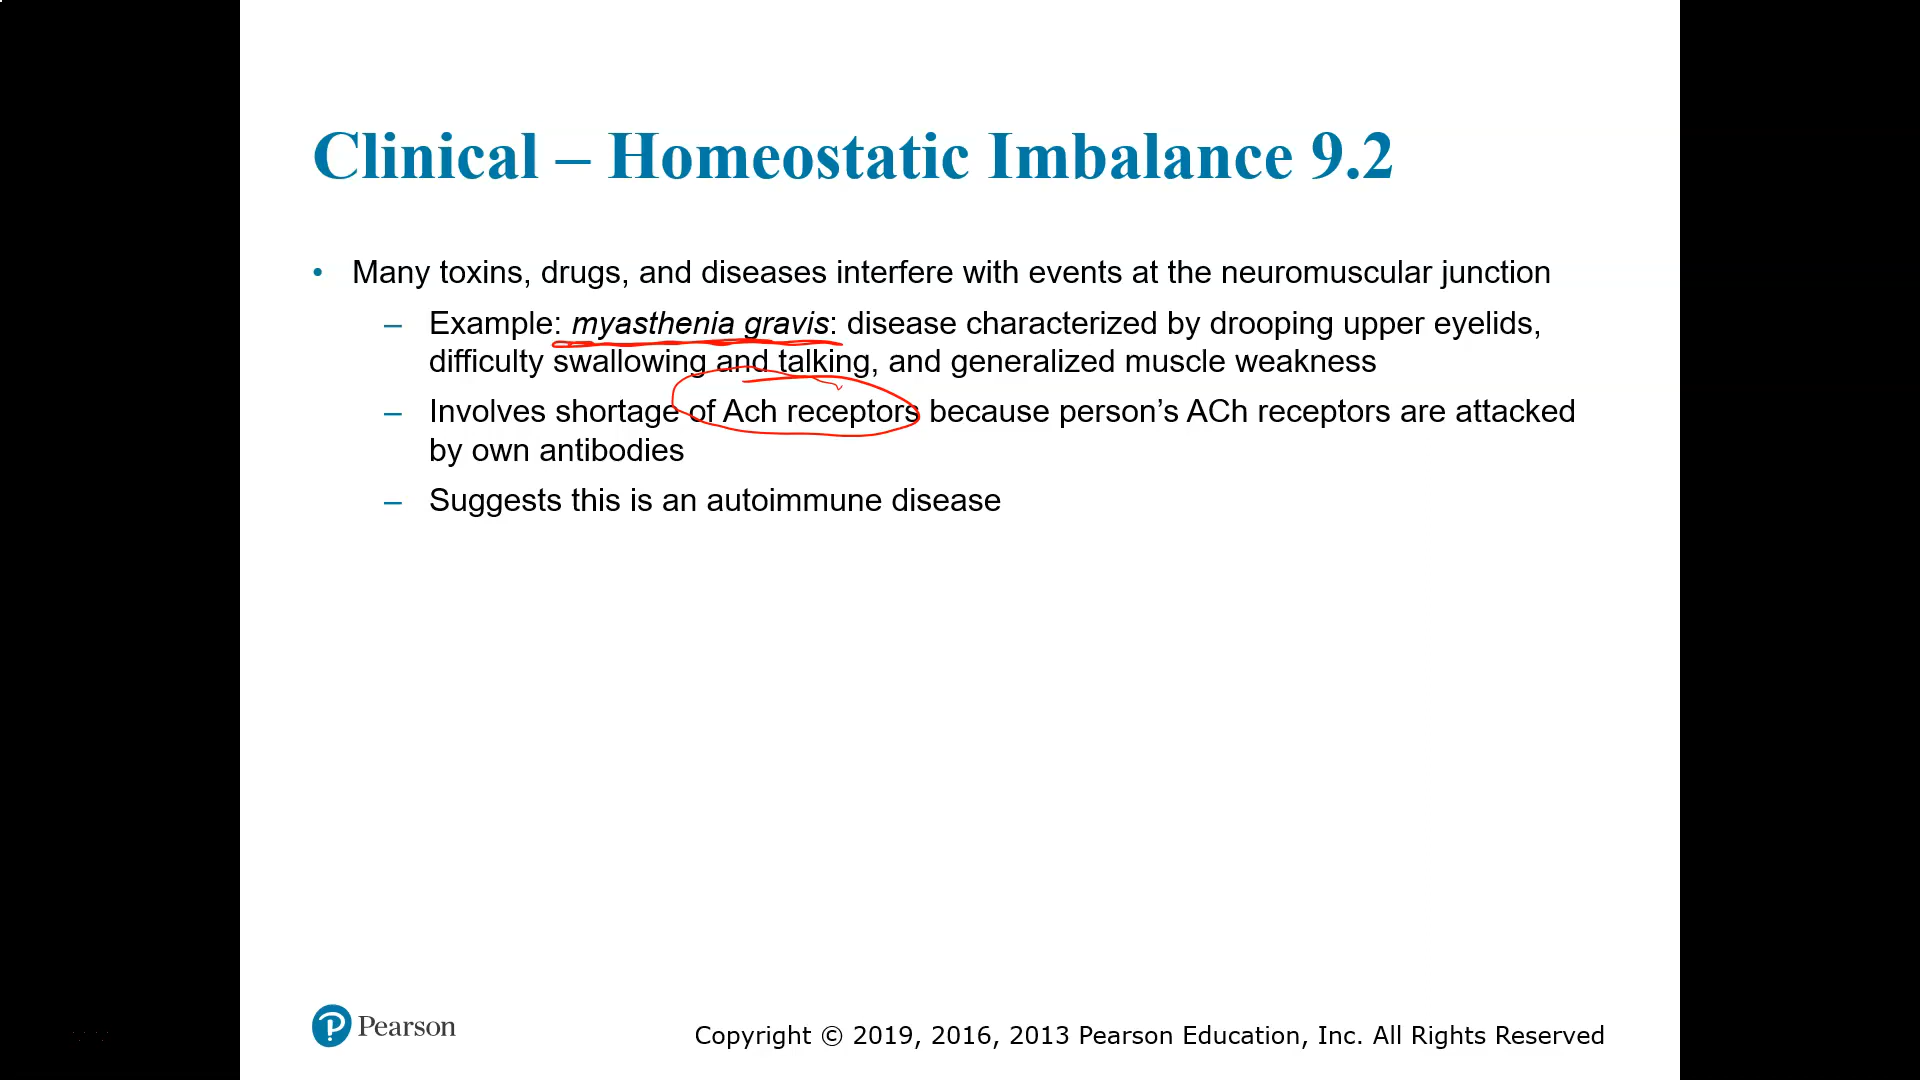 Clinical – Homeostatic Imbalance 9.2
• Many toxins, drugs, and diseases interfere with events at the neuromuscular junction
– Example: myasthenia gravis: disease characterized by drooping upper eyelids,
difficulty swallowing and talking, and generalized muscle weakness
– Involves shortage of Ach receptors because person’s ACh receptors are attacked
by own antibodies
– Suggests this is an autoimmune disease
Pearson
Copyright © 2019, 2016, 2013 Pearson Education, Inc. All Rights Reserved